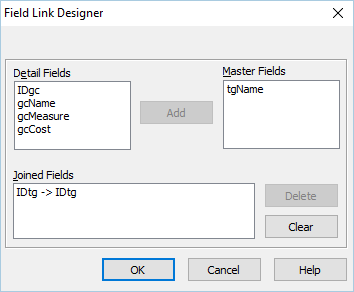 Field Link Designer
Detail Fields
Master Fields
IDgc
gcName
gcMeasure
gcCost
Add
tgName
Joined Fields
IDtg -> IDtg
Delete
Clear
OK
Cancel
Help